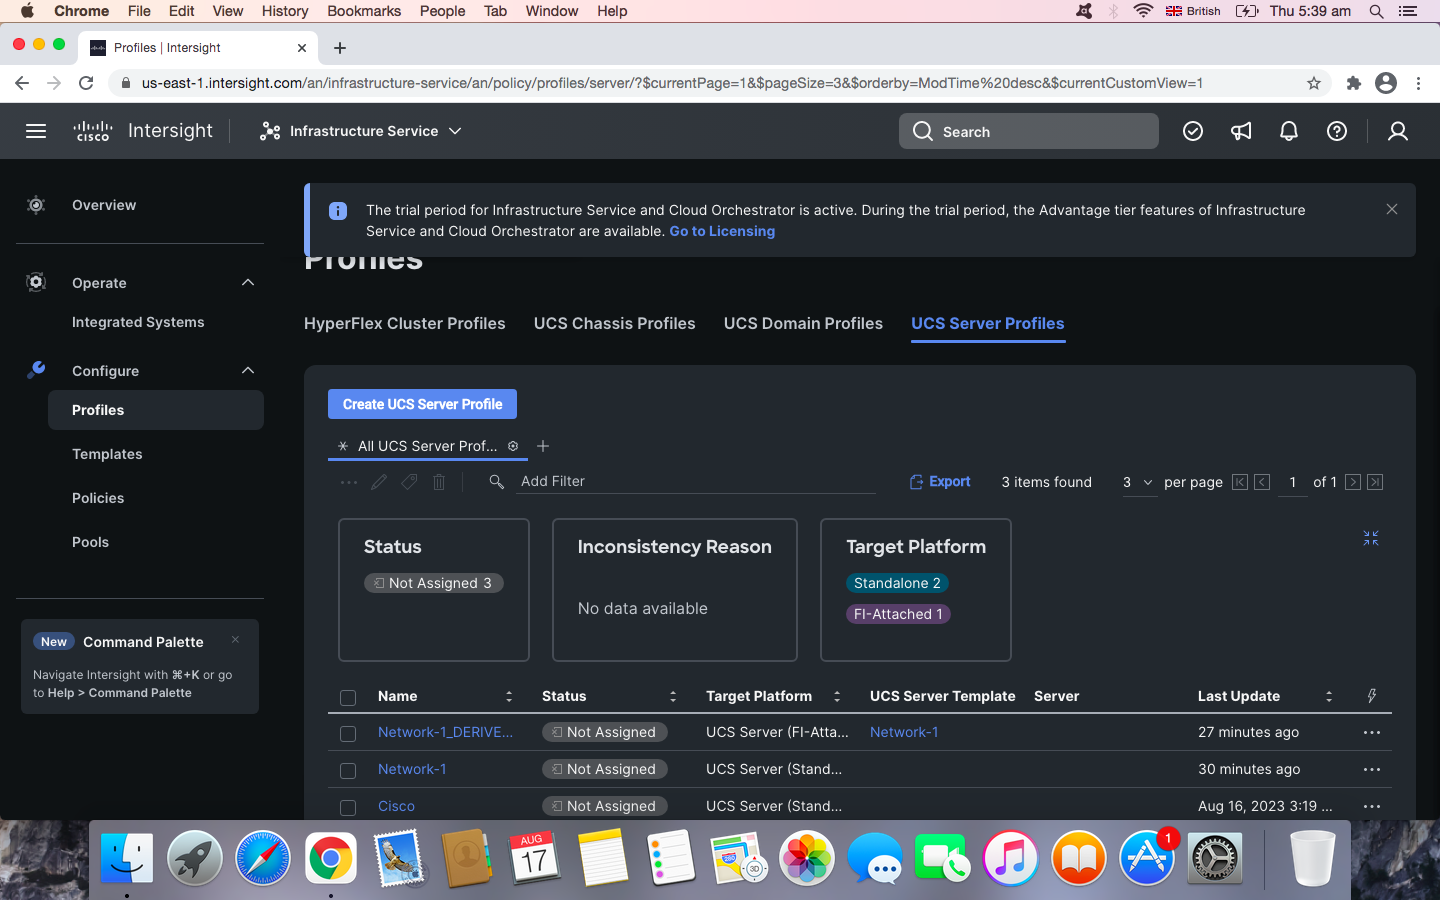 Chrome File Edit View History Bookmarks People Tab Window Help British Thu 5:39 am
Profiles | Intersight
us-east-1.intersight.com/an/infrastructure-service/an/policy/profiles/server/?$currentPage=1&$pageSize=3&$orderby=ModTime%20desc&$currentCustomView=1
CISCO Intersight Infrastructure Service Search
Overview
Operate
Integrated Systems
Configure
Profiles
Templates
Policies
Pools
New Command Palette
Navigate Intersight with ⌘+K or go
to Help > Command Palette
The trial period for Infrastructure Service and Cloud Orchestrator is active. During the trial period, the Advantage tier features of Infrastructure
Service and Cloud Orchestrator are available. Go to Licensing
Profiles
HyperFlex Cluster Profiles UCS Chassis Profiles UCS Domain Profiles UCS Server Profiles
Create UCS Server Profile
All UCS Server Prof...
Add Filter Export 3 items found 3 per page 1 of 1
Status Inconsistency Reason Target Platform
Not Assigned 3 Standalone 2
No data available FI-Attached 1
Name Status Target Platform UCS Server Template Server Last Update
Network-1_DERIVE... Not Assigned UCS Server (FI-Atta... Network-1 27 minutes ago
Network-1 Not Assigned UCS Server (Stand... 30 minutes ago
Cisco Not Assigned UCS Server (Stand... Aug 16, 2023 3:19 ...
AUG
17
280
3D
1